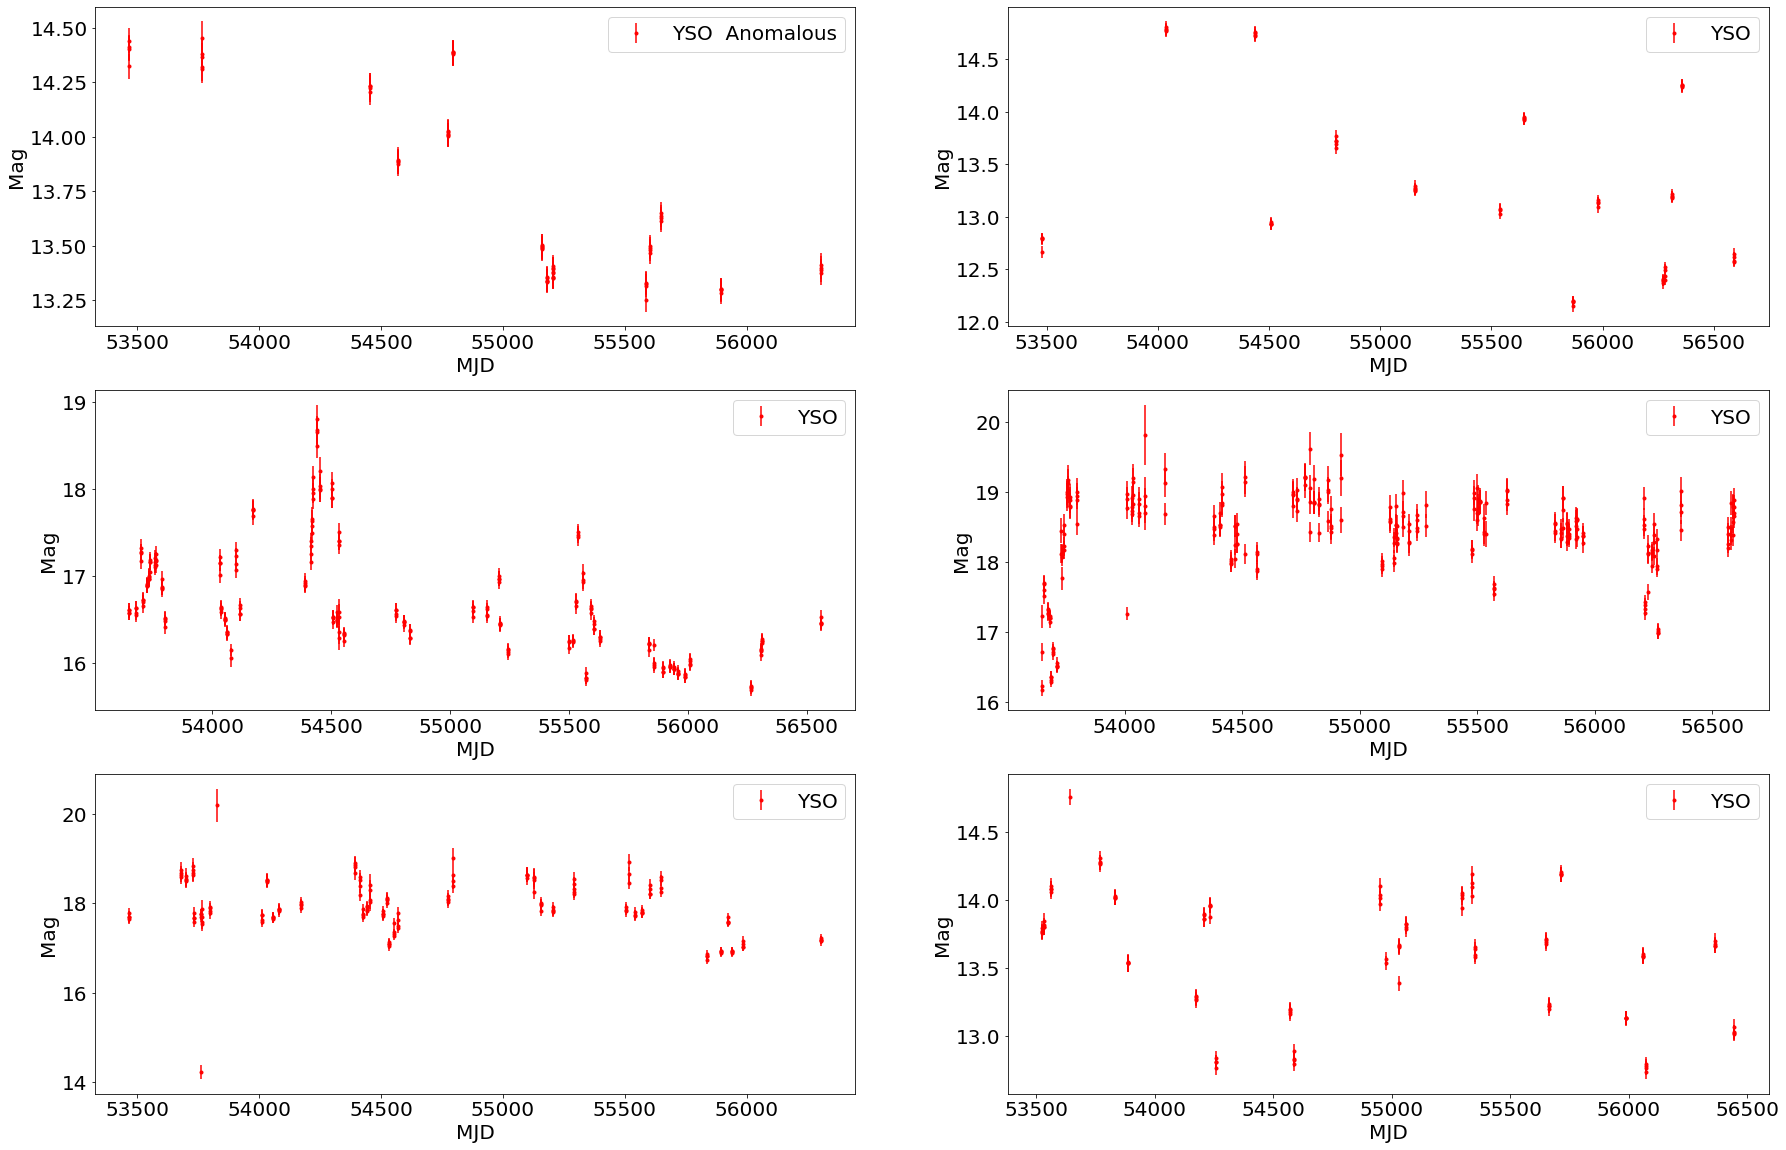 14.50
14.25
14.00
13.75
13.50
13.25
Mag
YSO  Anomalous
53500 54000 54500 55000 55500 56000
MJD
14.5
14.0
13.5
13.0
12.5
12.0
Mag
YSO
53500 54000 54500 55000 55500 56000 56500
MJD
19
18
17
16
Mag
YSO
54000 54500 55000 55500 56000 56500
MJD
20
19
18
17
16
Mag
YSO
54000 54500 55000 55500 56000 56500
MJD
20
18
16
14
Mag
YSO
53500 54000 54500 55000 55500 56000
MJD
14.5
14.0
13.5
13.0
Mag
YSO
53500 54000 54500 55000 55500 56000 56500
MJD